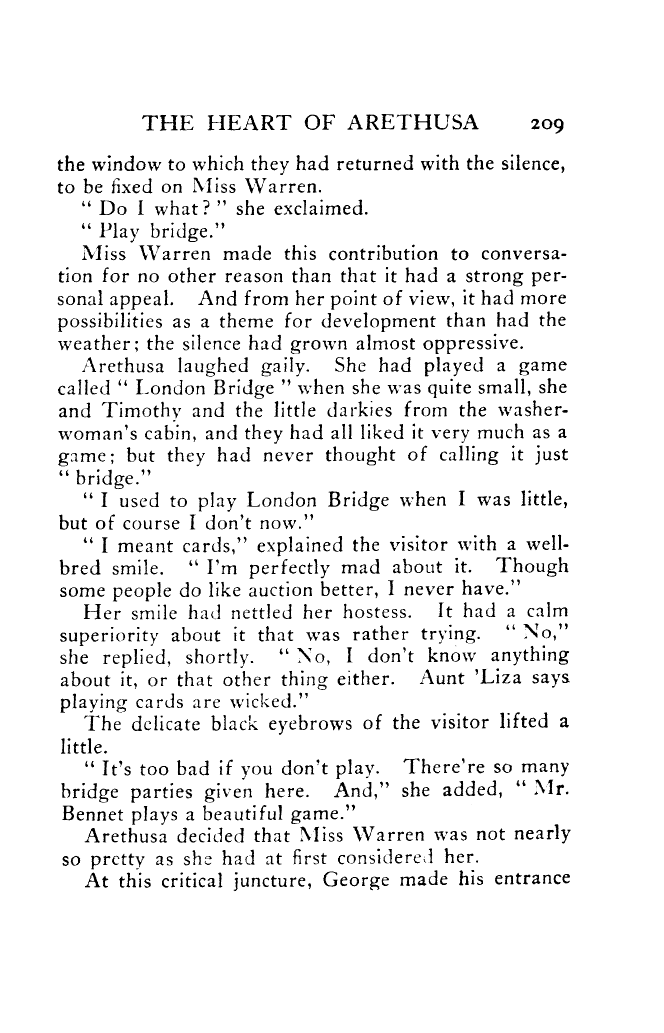 THE HEART OF ARETHUSA 209
the window to which they had returned with the silence,
to be fixed on Miss Warren.
" Do I what? " she exclaimed.
" Play bridge."
Miss Warren made this contribution to conversa-
tion for no other reason than that it had a strong per-
sonal appeal. And from her point of view, it had more
possibilities as a theme for development than had the
weather; the silence had grown almost oppressive.
Arethusa laughed gaily. She had played a game
called " London Bridge " when she was quite small, she
and Timothy and the little darkies from the washer-
woman's cabin, and they had all liked it very much as a
game; but they had never thought of calling it just
" bridge."
" I used to play London Bridge when I was little,
but of course I don't now."
" I meant cards," explained the visitor with a well-
bred smile. " I'm perfectly mad about it. Though
some people do like auction better, I never have."
Her smile had nettled her hostess. It had a calm
superiority about it that was rather trying. " No,"
she replied, shortly. " No, I don't know anything
about it, or that other thing either. Aunt 'Liza says
playing cards are wicked."
The delicate black eyebrows of the visitor lifted a
little.
" It's too bad if you don't play. There're so many
bridge parties given here. And," she added, " Mr.
Bennet plays a beautiful game."
Arethusa decided that Miss Warren was not nearly
so pretty as she had at first considered her.
At this critical juncture, George made his entrance